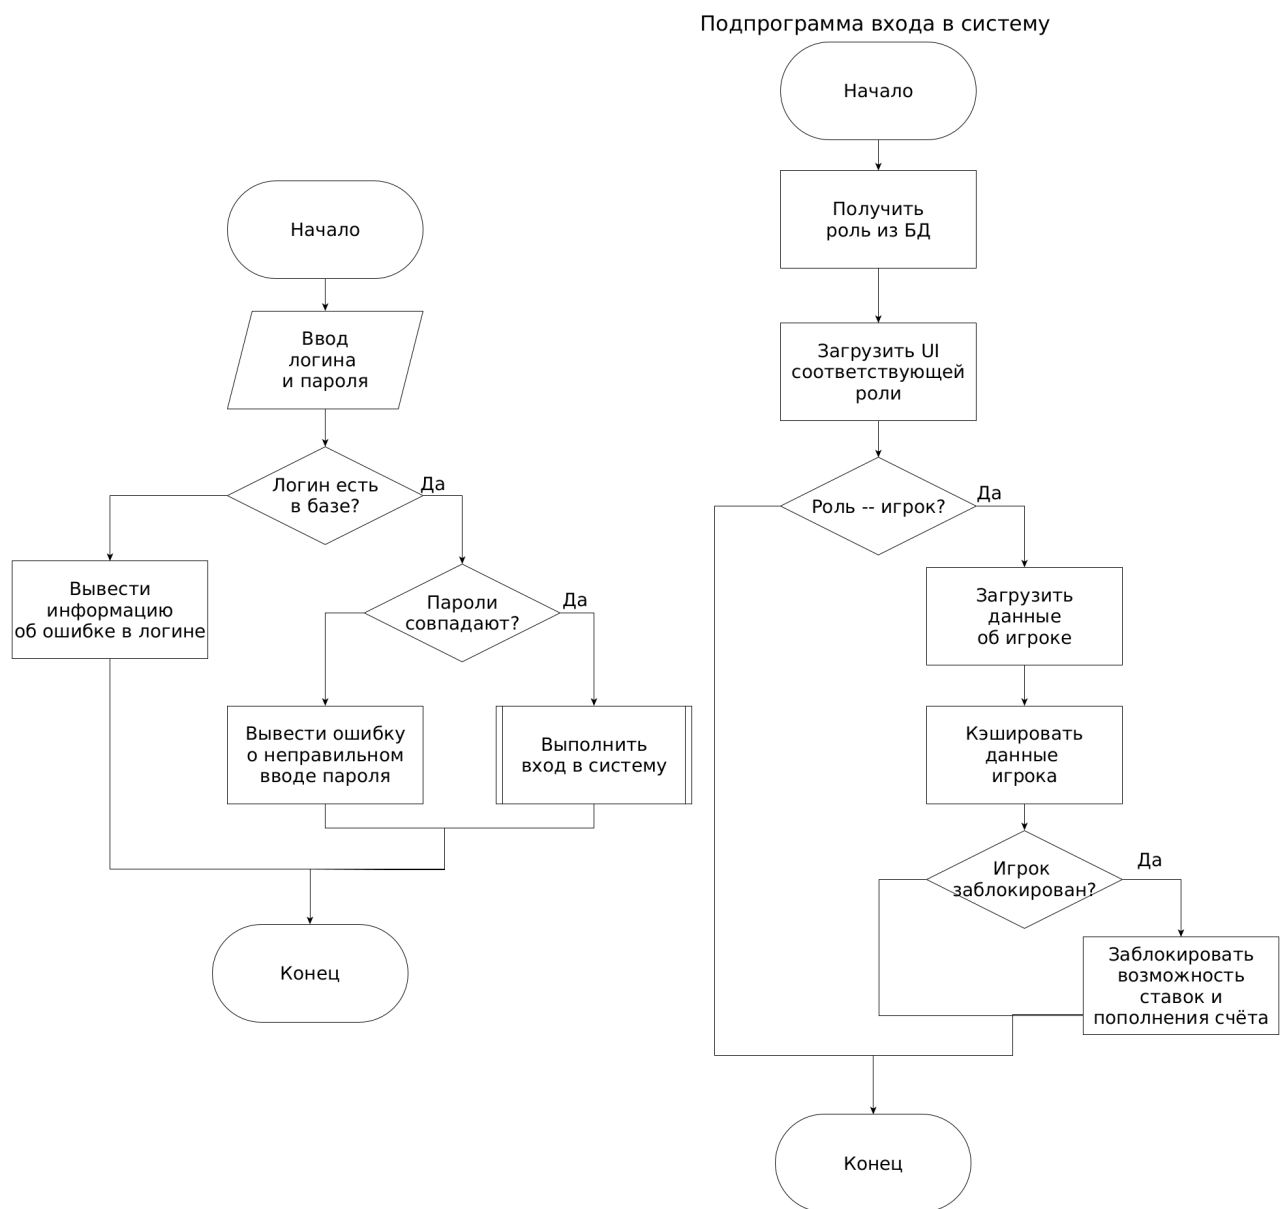 Подпрограмма входа в систему
Начало
Ввод
логина
и пароля
Логин есть
в базе?
Да
Вывести
информацию
об ошибке в логине
Пароли
совпадают?
Да
Вывести ошибку
о неправильном
вводе пароля
Выполнить
вход в систему
Конец
Начало
Получить
роль из БД
Загрузить UI
соответствующей
роли
Роль -- игрок?
Да
Загрузить
данные
об игроке
Кэшировать
данные
игрока
Игрок
заблокирован?
Да
Заблокировать
возможность
ставок и
пополнения счёта
Конец